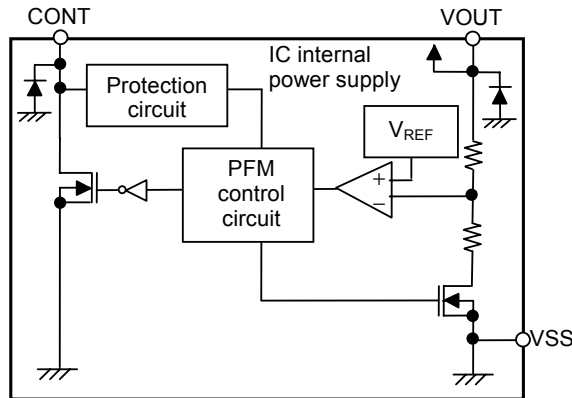 CONT
VOUT
IC internal
power supply
Protection
circuit
VREF
PFM
control
circuit
+
−
VSS